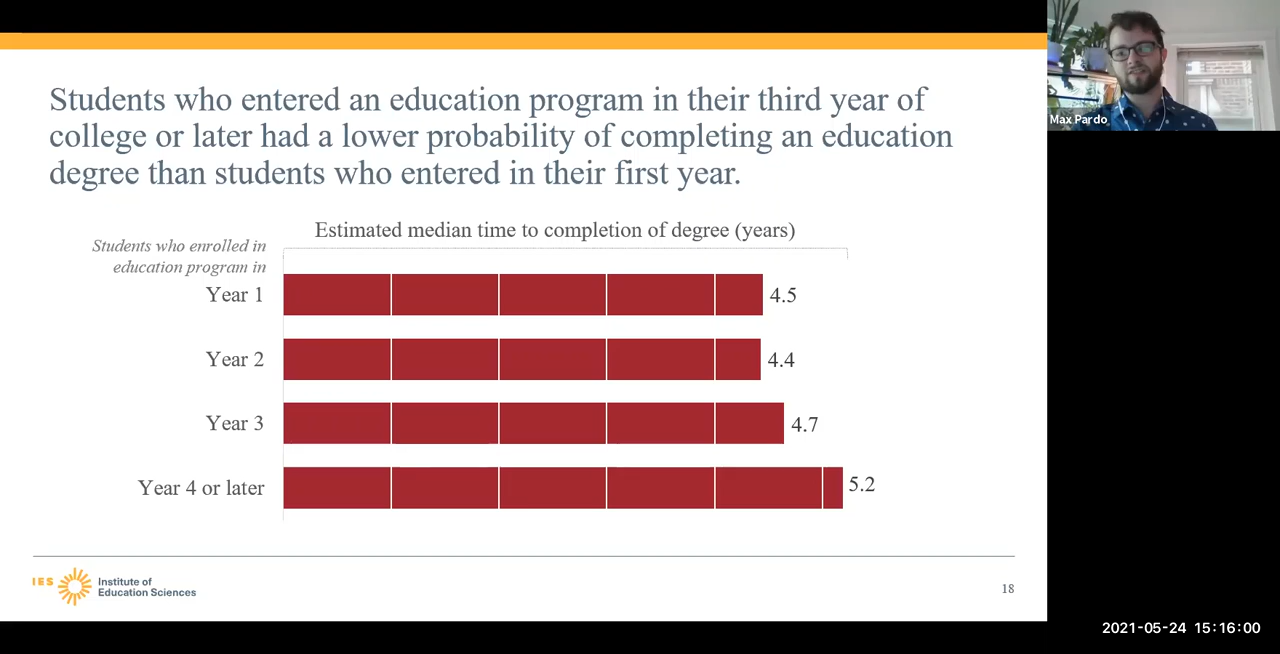 Students who entered an education program in their third year of
college or later had a lower probability of completing an education
degree than students who entered in their first year.
Max Pardo
Estimated median time to completion of degree (years)
Students who enrolled in
education program in
Year 1
4.5
Year 2
4.4
Year 3
4.7
Year 4 or later
5.2
IES
Institute of
Education Sciences
18
2021-05-24 15:16:00